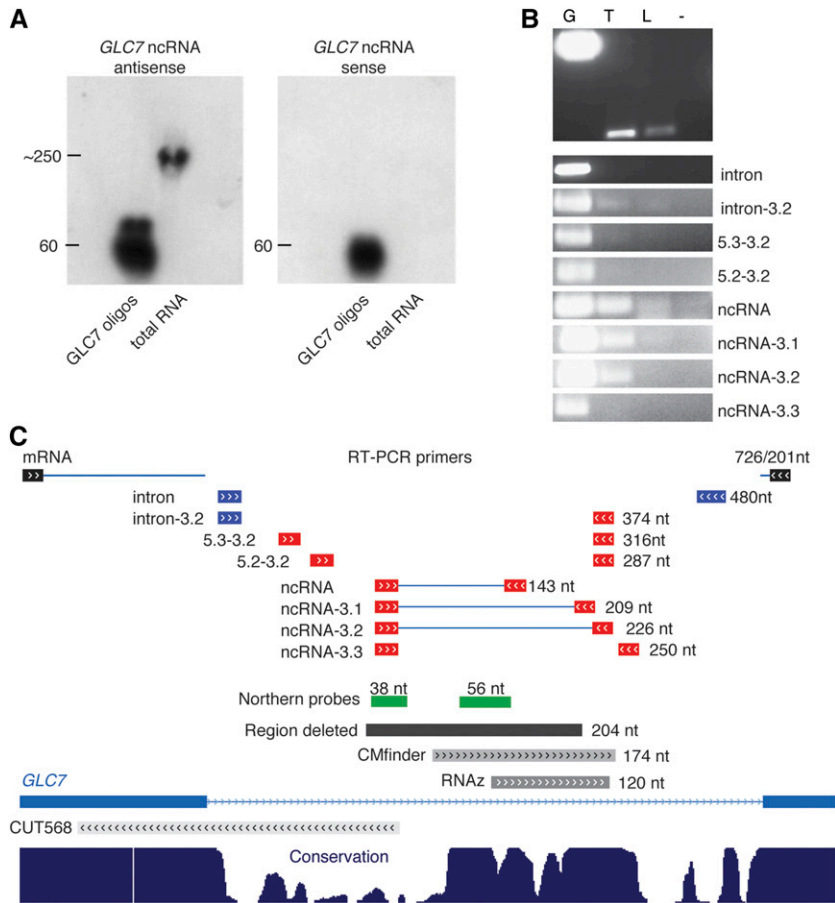 A
GLC7 ncRNA
antisense
GLC7 ncRNA
sense
~250
60
60
GLC7 oligos
total RNA
GLC7 oligos
total RNA
B
G T L -
intron
intron-3.2
5.3-3.2
5.2-3.2
ncRNA
ncRNA-3.1
ncRNA-3.2
ncRNA-3.3
C
mRNA RT-PCR primers 726/201nt
intron 480nt
intron-3.2 374 nt
5.3-3.2 316nt
5.2-3.2 287 nt
ncRNA 143 nt
ncRNA-3.1 209 nt
ncRNA-3.2 226 nt
ncRNA-3.3 250 nt
38 nt 56 nt
Northern probes
Region deleted 204 nt
CMfinder 174 nt
RNAz 120 nt
GLC7
CUT568
Conservation